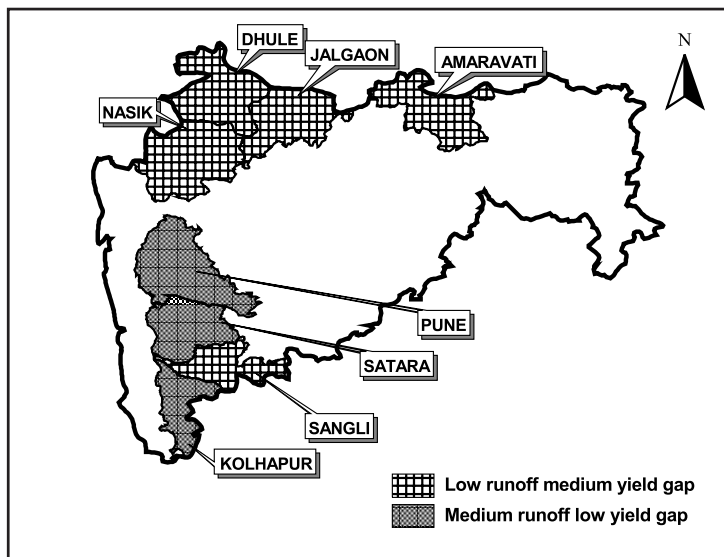 DHULE
JALGAON
AMARAVATI
N
NASIK
PUNE
SATARA
SANGLI
KOLHAPUR
Low runoff medium yield gap
Medium runoff low yield gap